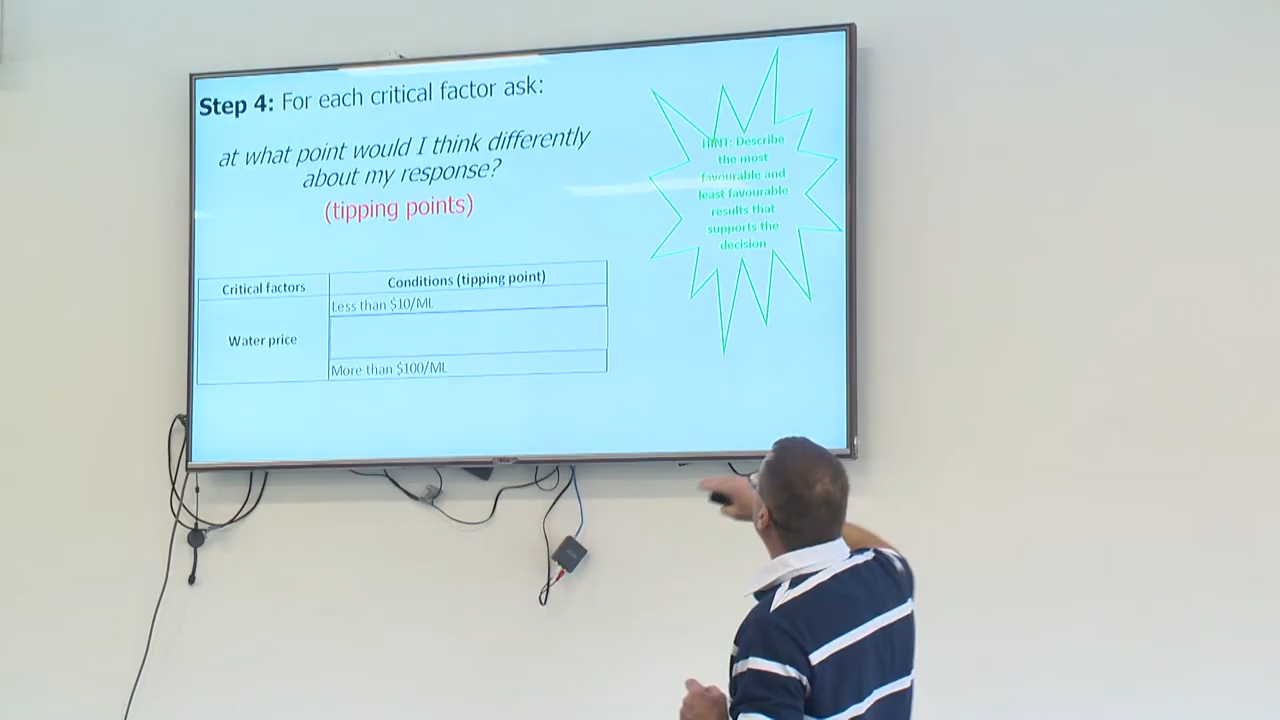 Step 4: For each critical factor ask:
at what point would I think differently
about my response?
(tipping points)
HINT: Describe
the most
favourable and
least favourable
results that
supports the
decision
Critical factors
Conditions (tipping point)
Water price
Less than $10/ML
More than $100/ML